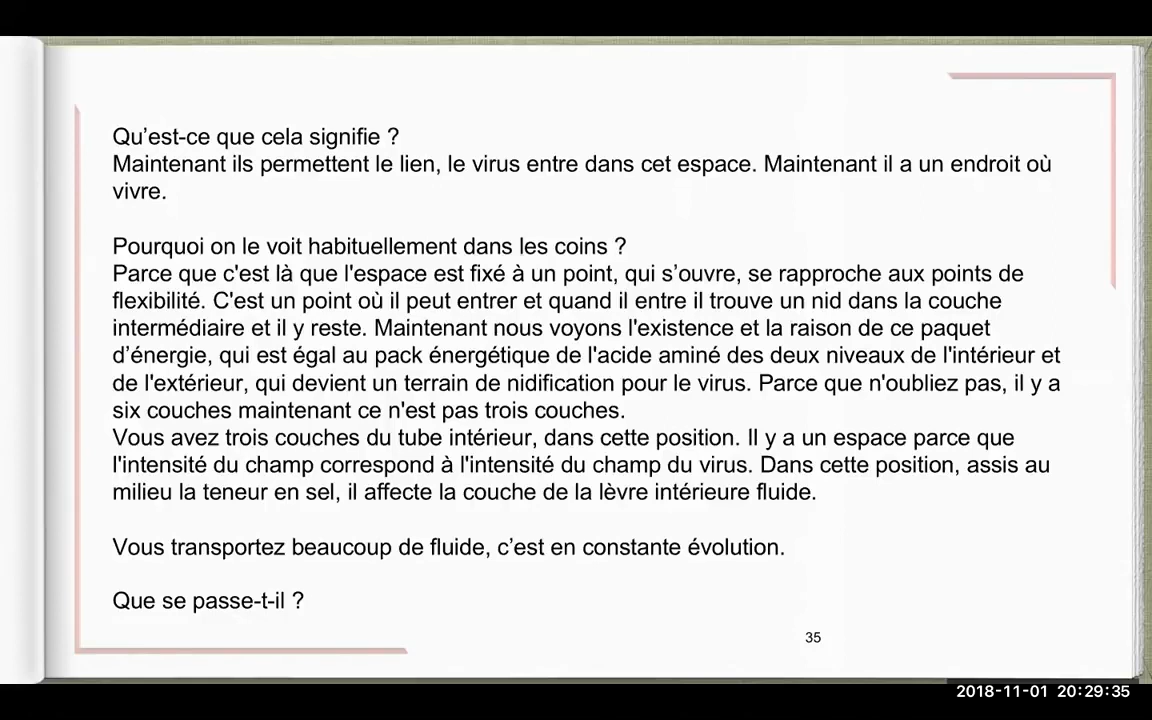 Qu’est-ce que cela signifie ?
Maintenant ils permettent le lien, le virus entre dans cet espace. Maintenant il a un endroit où
vivre.
Pourquoi on le voit habituellement dans les coins ?
Parce que c'est là que l'espace est fixé à un point, qui s’ouvre, se rapproche aux points de
flexibilité. C'est un point où il peut entrer et quand il entre il trouve un nid dans la couche
intermédiaire et il y reste. Maintenant nous voyons l'existence et la raison de ce paquet
d’énergie, qui est égal au pack énergétique de l'acide aminé des deux niveaux de l'intérieur et
de l'extérieur, qui devient un terrain de nidification pour le virus. Parce que n'oubliez pas, il y a
six couches maintenant ce n'est pas trois couches.
Vous avez trois couches du tube intérieur, dans cette position. Il y a un espace parce que
l'intensité du champ correspond à l'intensité du champ du virus. Dans cette position, assis au
milieu la teneur en sel, il affecte la couche de la lèvre intérieure fluide.
Vous transportez beaucoup de fluide, c’est en constante évolution.
Que se passe-t-il ?
35
2018-11-01 20:29:35